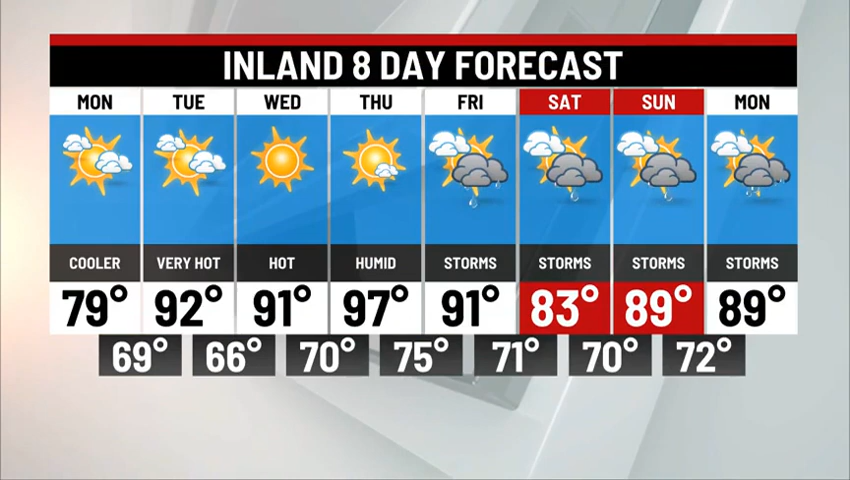 INLAND 8 DAY FORECAST
MON TUE WED THU FRI SAT SUN MON
COOLER VERY HOT HOT HUMID STORMS STORMS STORMS STORMS
79° 92° 91° 97° 91° 83° 89° 89°
69° 66° 70° 75° 71° 70° 72°